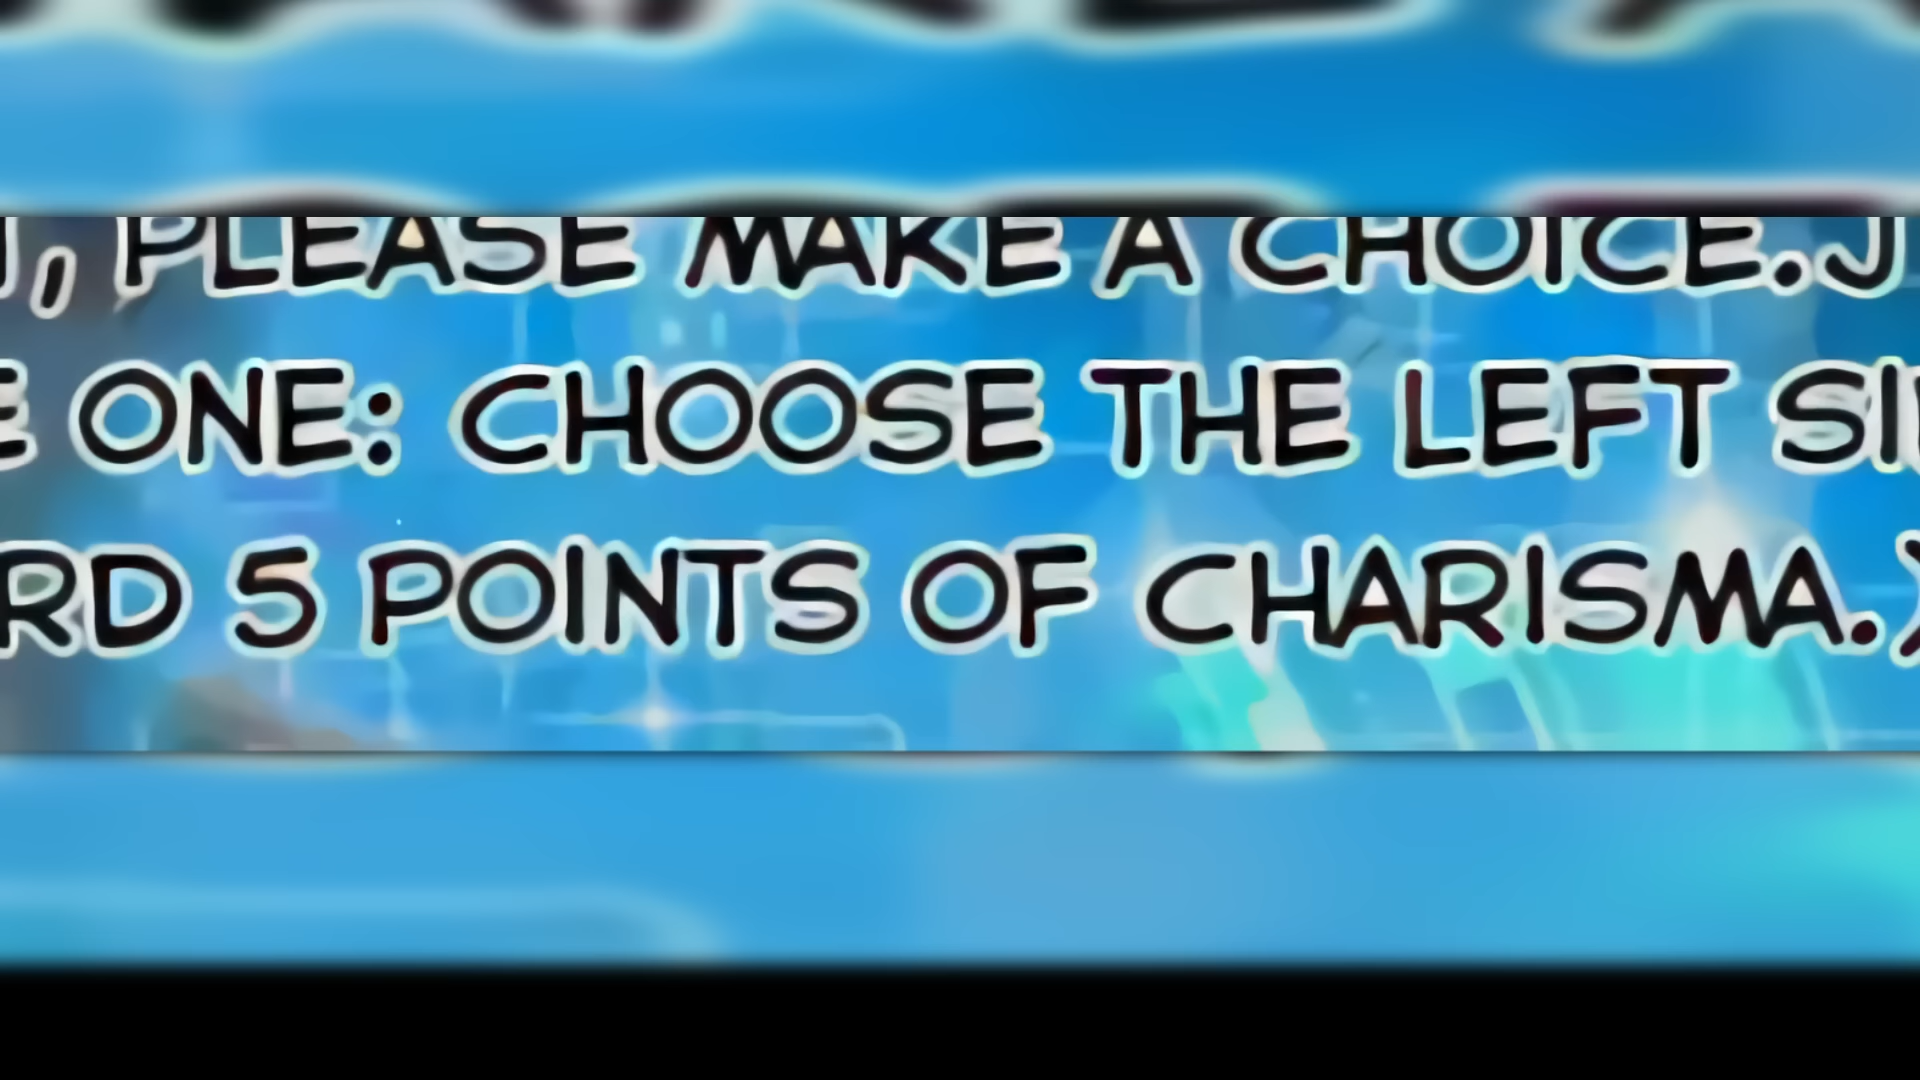 , PLEASE MAKE A CHOICE.
ONE: CHOOSE THE LEFT
5 POINTS OF CHARISMA.